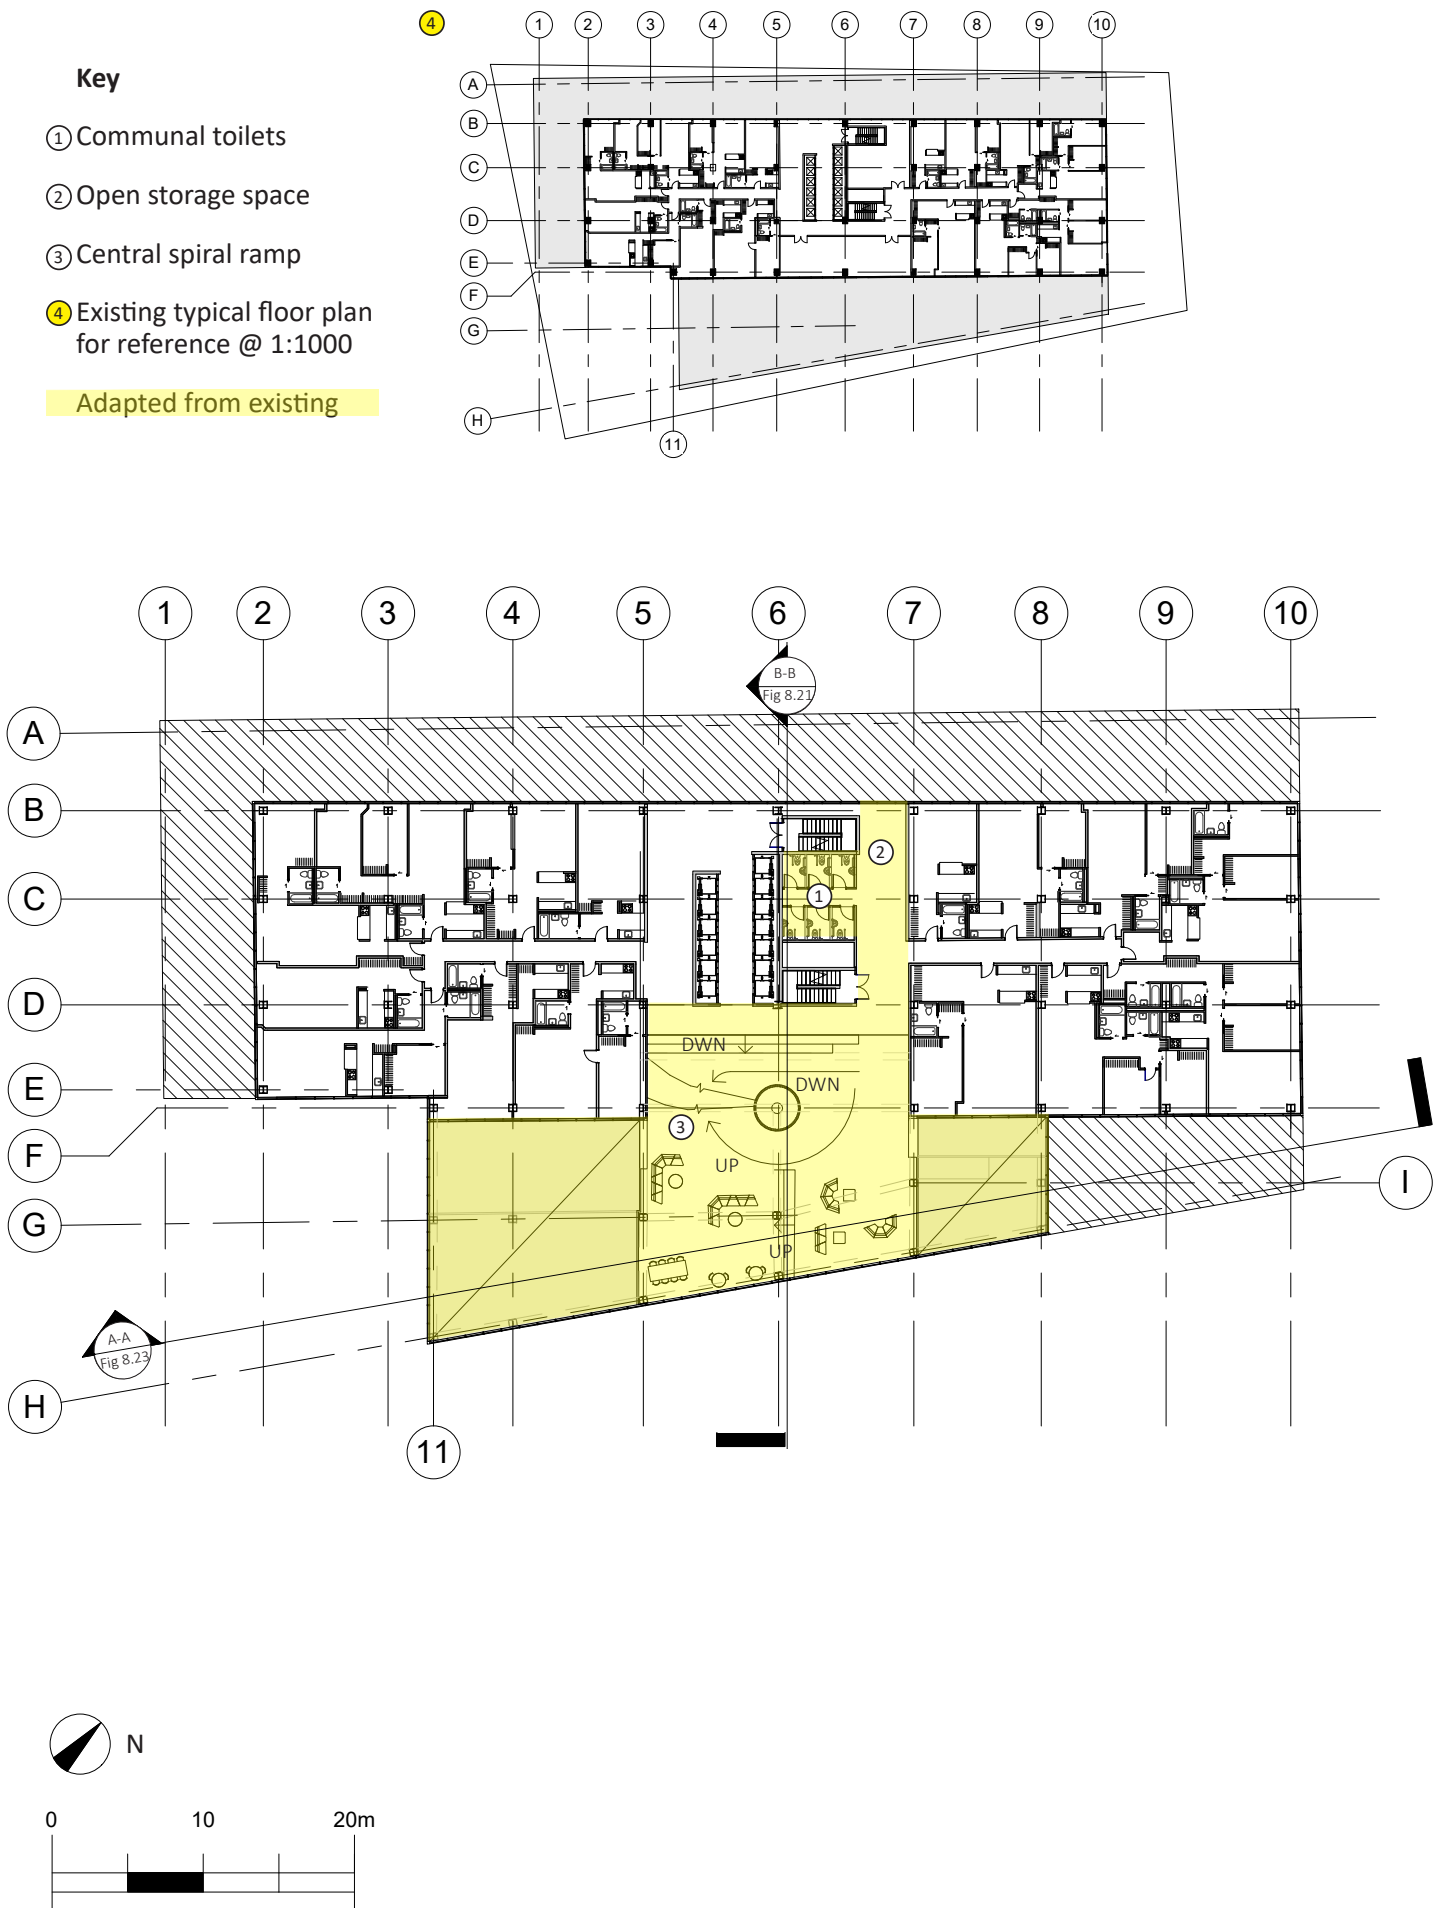 Key
1 Communal toilets
2 Open storage space
3 Central spiral ramp
4 Existing typical floor plan
for reference @ 1:1000
Adapted from existing
4
1 2 3 4 5 6 7 8 9 10
A
B
C
D
E
F
G
H
11
1 2 3 4 5 6 7 8 9 10
B-B
Fig 8.21
A
B
C
D
E
F
G
H
I
11
2
1
DWN
DWN
3
UP
UP
A-A
Fig 8.23
N
0 10 20m